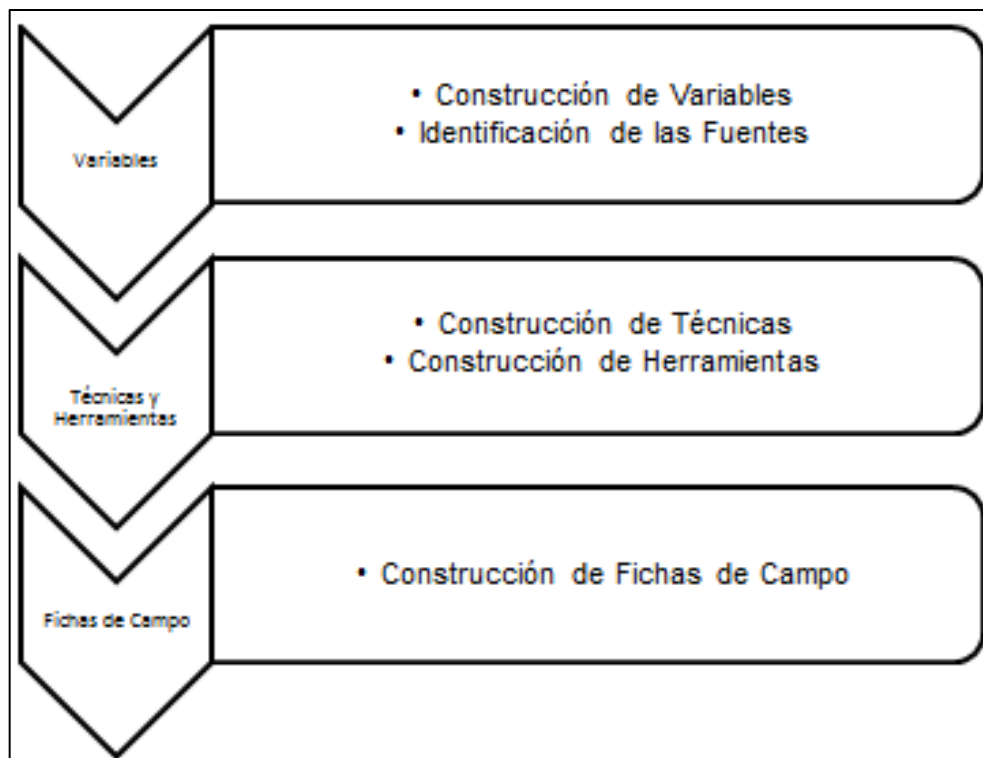 Variables
• Construcción de Variables
• Identificación de las Fuentes
Técnicas y
Herramientas
• Construcción de Técnicas
• Construcción de Herramientas
Fichas de Campo
• Construcción de Fichas de Campo